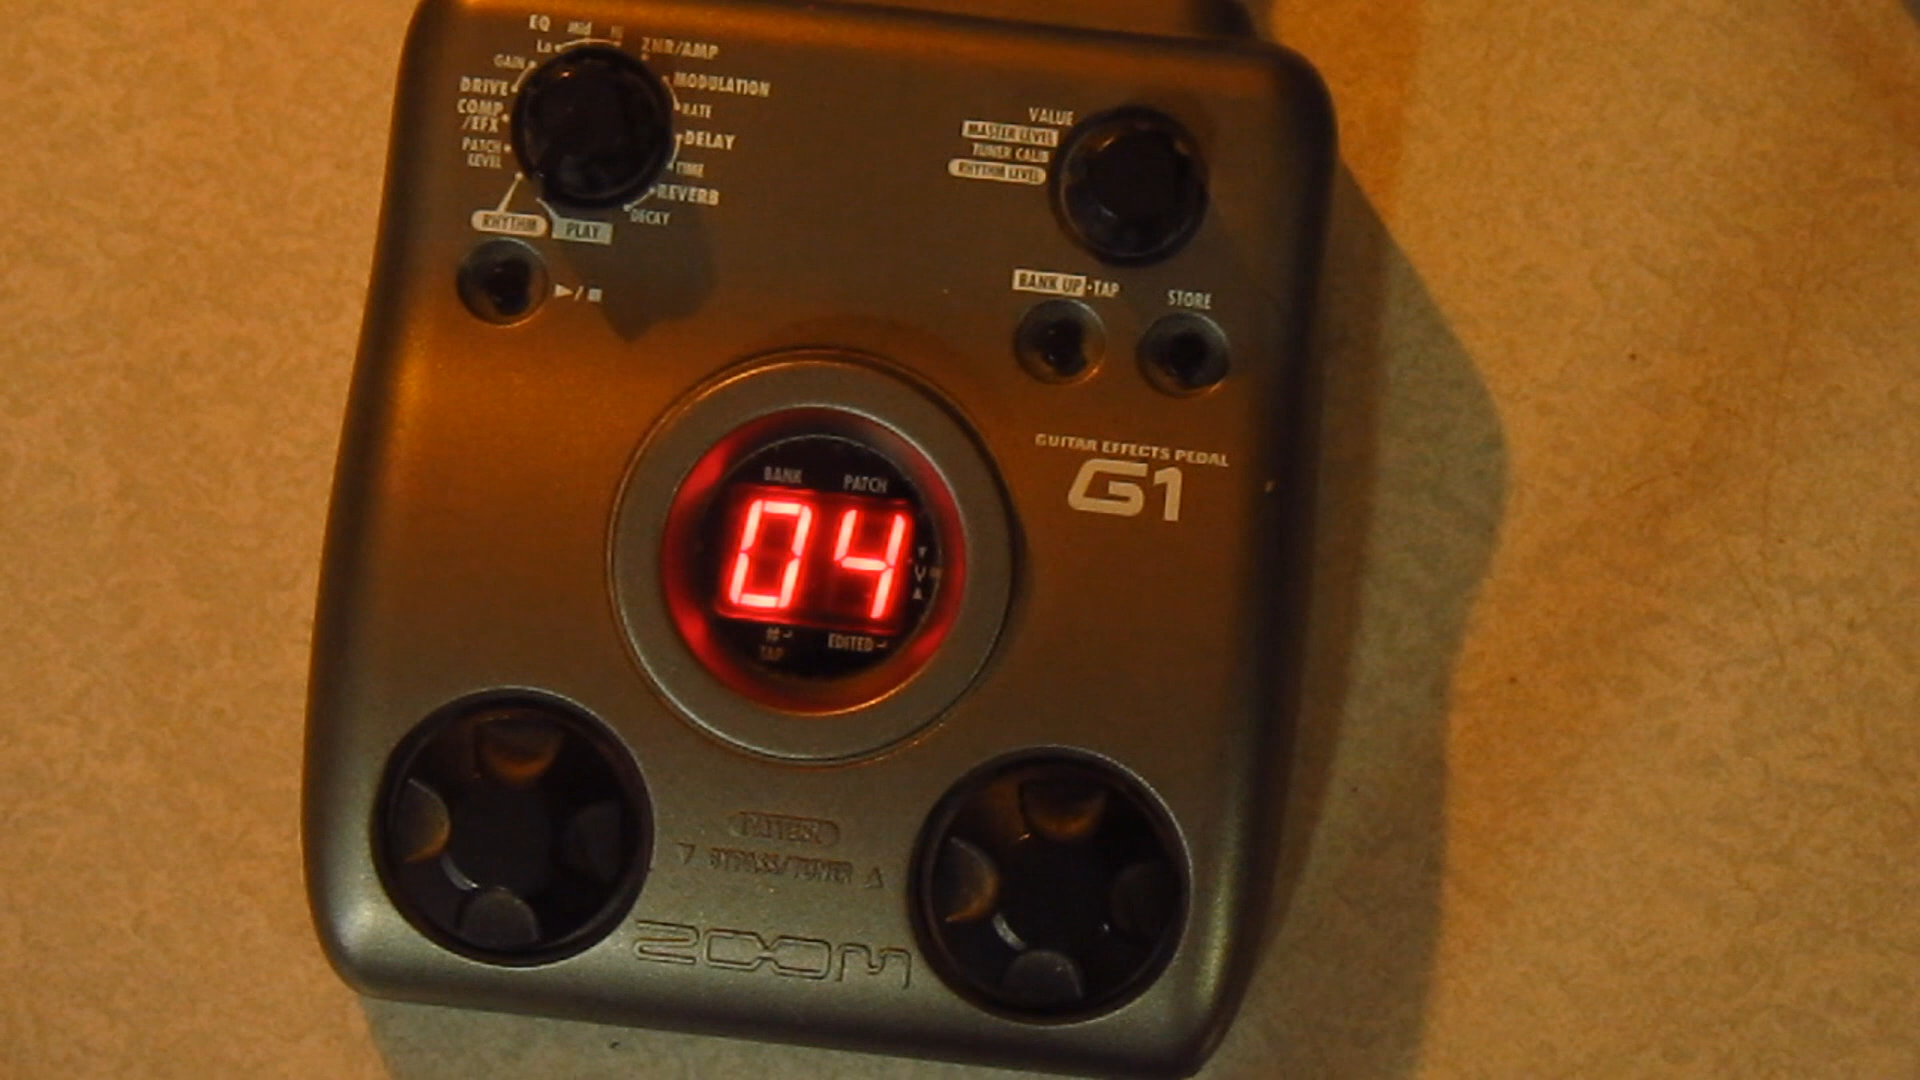 EQ Mid Hi
Lo
ZNR/AMP
GAIN
MODULATION
DRIVE
RATE
COMP
/EFX
DELAY
PATCH
LEVEL
TIME
REVERB
DECAY
RHYTHM
PLAY
VALUE
MASTER LEVEL
TUNER CALIB
RHYTHM LEVEL
BANK UP•TAP
STORE
GUITAR EFFECTS PEDAL
G1
BANK PATCH
04
TAP
EDITED
PATTERN
▼ BYPASS/TUNER ▲
ZOOM